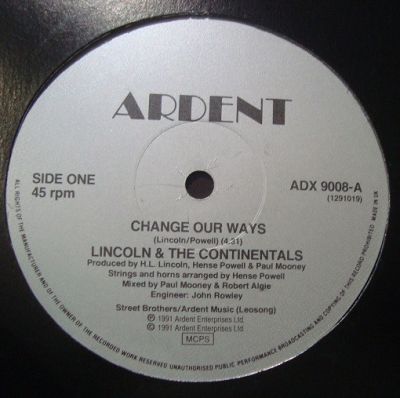 ARDENT
SIDE ONE
45 rpm
ADX 9008-A
(1291019)
CHANGE OUR WAYS
(Lincoln/Powell) (4.31)
LINCOLN & THE CONTINENTALS
Produced by H.L. Lincoln, Hense Powell & Paul Mooney
Strings and horns arranged by Hense Powell
Mixed by Paul Mooney & Robert Algie
Engineer: John Rowley
Street Brothers/Ardent Music (Leosong)
℗ 1991 Ardent Enterprises Ltd
© 1991 Ardent Enterprises Ltd
MCPS
ALL RIGHTS OF THE MANUFACTURER AND OF THE OWNER OF THE RECORDED WORK RESERVED UNAUTHORISED PUBLIC PERFORMANCE BROADCASTING AND COPYING OF THIS RECORD PROHIBITED MADE IN UK